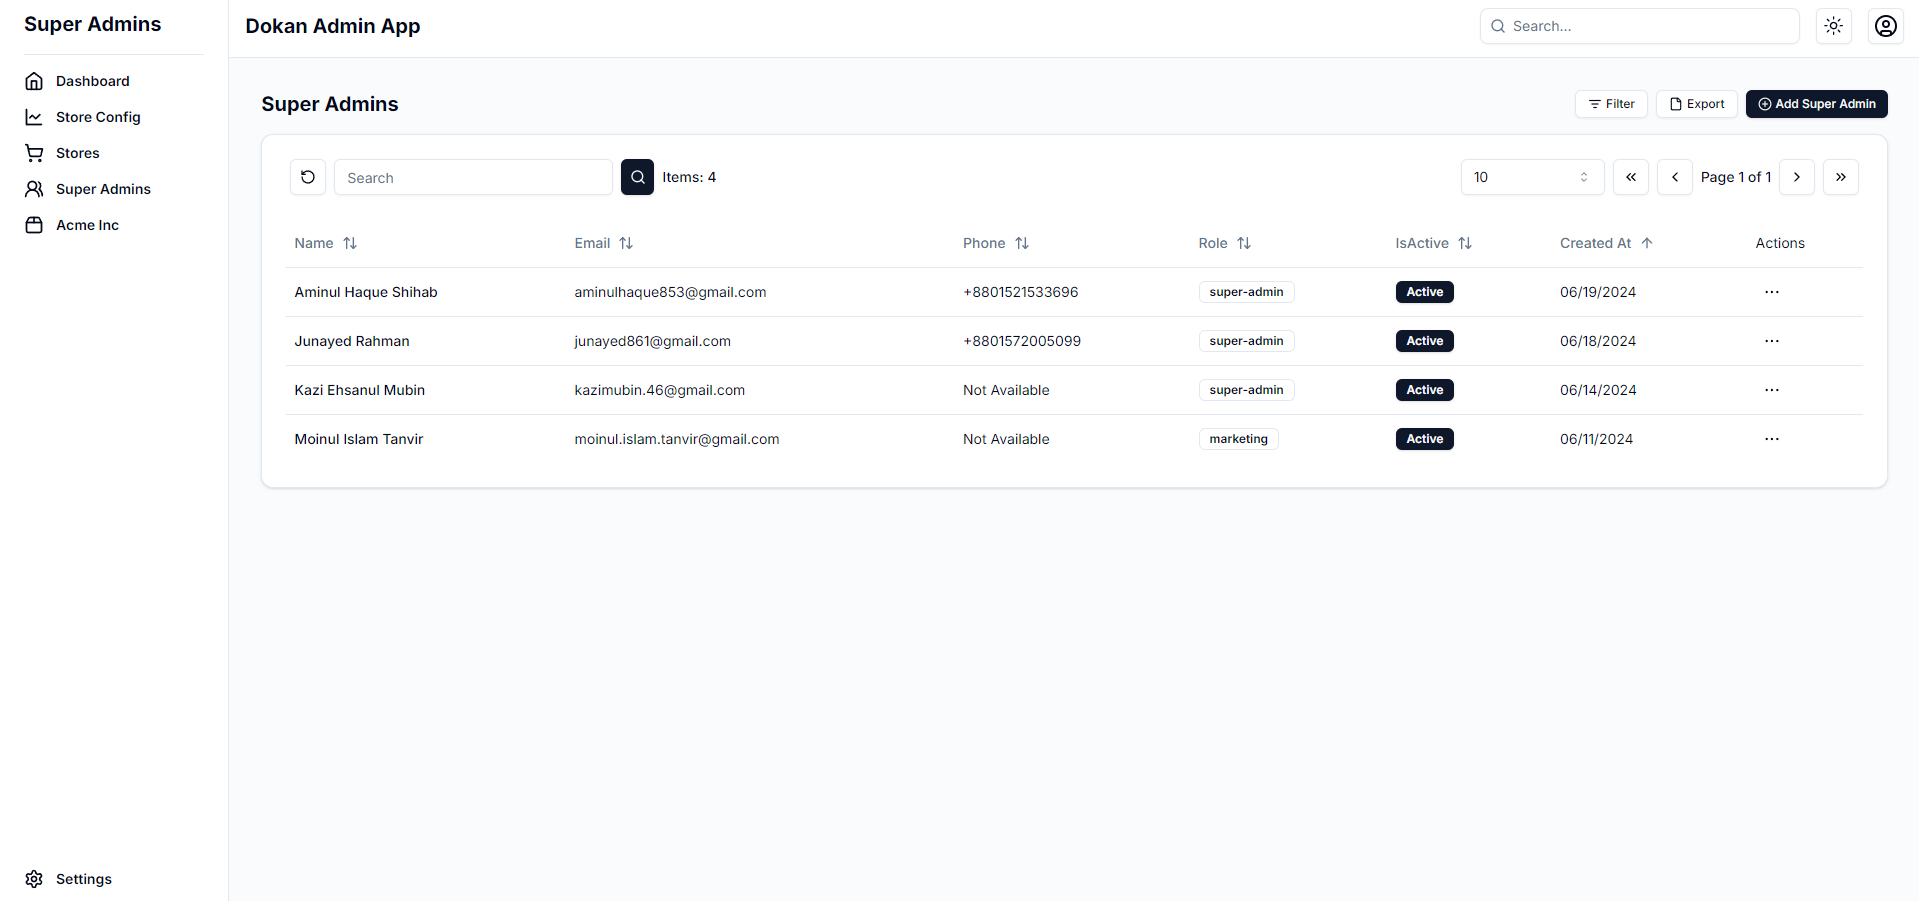 Super Admins
Dokan Admin App
Search...
Dashboard
Store Config
Stores
Super Admins
Acme Inc
Settings
Super Admins
Filter
Export
Add Super Admin
Search
Items: 4
10
Page 1 of 1
Name Email Phone Role IsActive Created At Actions
Aminul Haque Shihab aminulhaque853@gmail.com +8801521533696 super-admin Active 06/19/2024 ...
Junayed Rahman junayed861@gmail.com +8801572005099 super-admin Active 06/18/2024 ...
Kazi Ehsanul Mubin kazimubin.46@gmail.com Not Available super-admin Active 06/14/2024 ...
Moinul Islam Tanvir moinul.islam.tanvir@gmail.com Not Available marketing Active 06/11/2024 ...